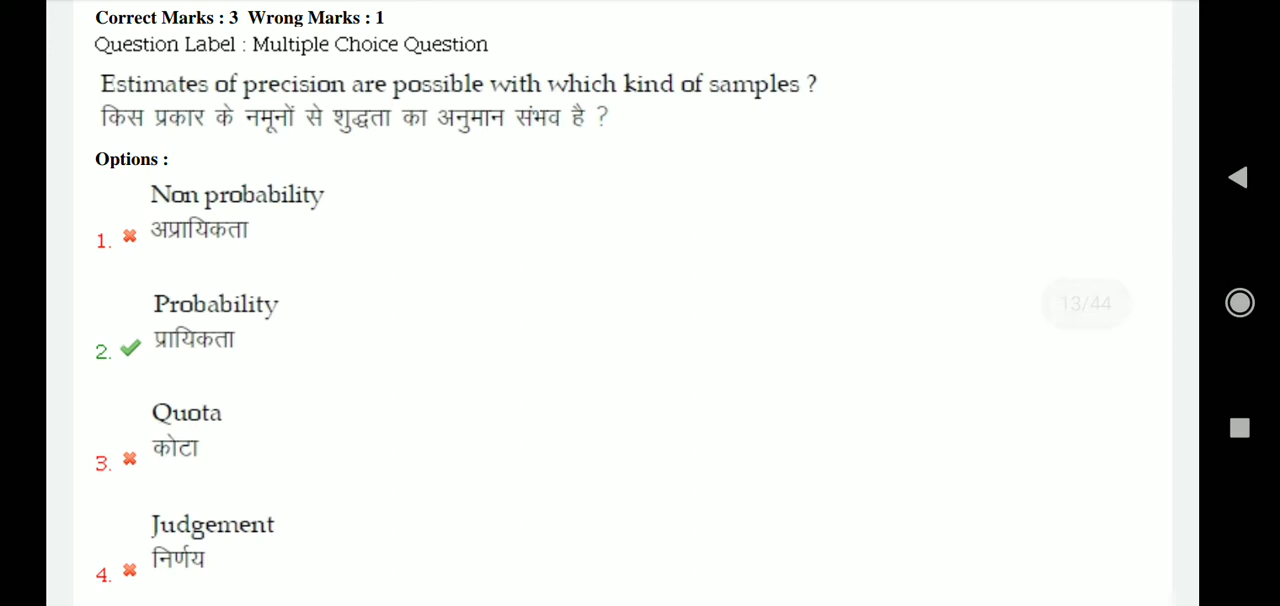 Correct Marks : 3 Wrong Marks : 1
Question Label : Multiple Choice Question
Estimates of precision are possible with which kind of samples ?
किस प्रकार के नमूनों से शुद्धता का अनुमान संभव है ?
Options :
Non probability
अप्रायिकता
1.
Probability
प्रायिकता
2.
13/44
Quota
कोटा
3.
Judgement
निर्णय
4.